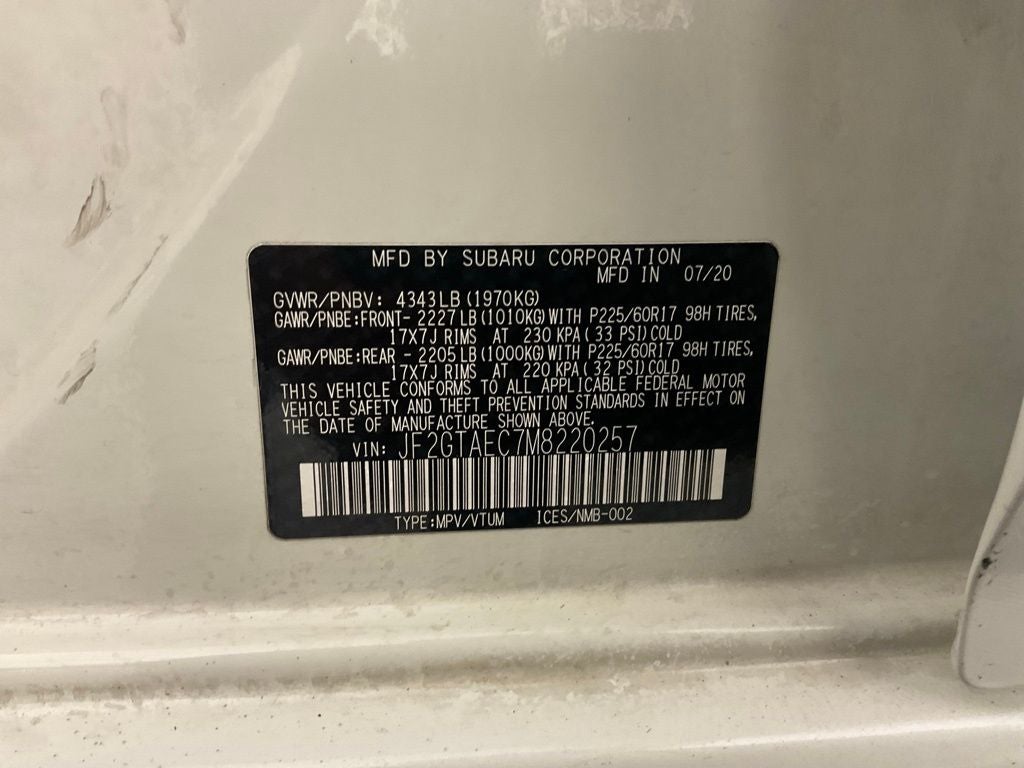 MFD BY SUBARU CORPORATION
MFD IN 07/20
GVWR/PNBV: 4343LB (1970KG)
GAWR/PNBE:FRONT- 2227LB(1010KG)WITH P225/60R17 98H TIRES,
17X7J RIMS AT 230 KPA(33 PSI)COLD
GAWR/PNBE:REAR - 2205LB(1000KG)WITH P225/60R17 98H TIRES,
17X7J RIMS AT 220 KPA(32 PSI)COLD
THIS VEHICLE CONFORMS TO ALL APPLICABLE FEDERAL MOTOR
VEHICLE SAFETY AND THEFT PREVENTION STANDARDS IN EFFECT ON
THE DATE OF MANUFACTURE SHOWN ABOVE.
VIN: JF2GTAEC7M8220257
TYPE:MPV/VTUM ICES/NMB-002